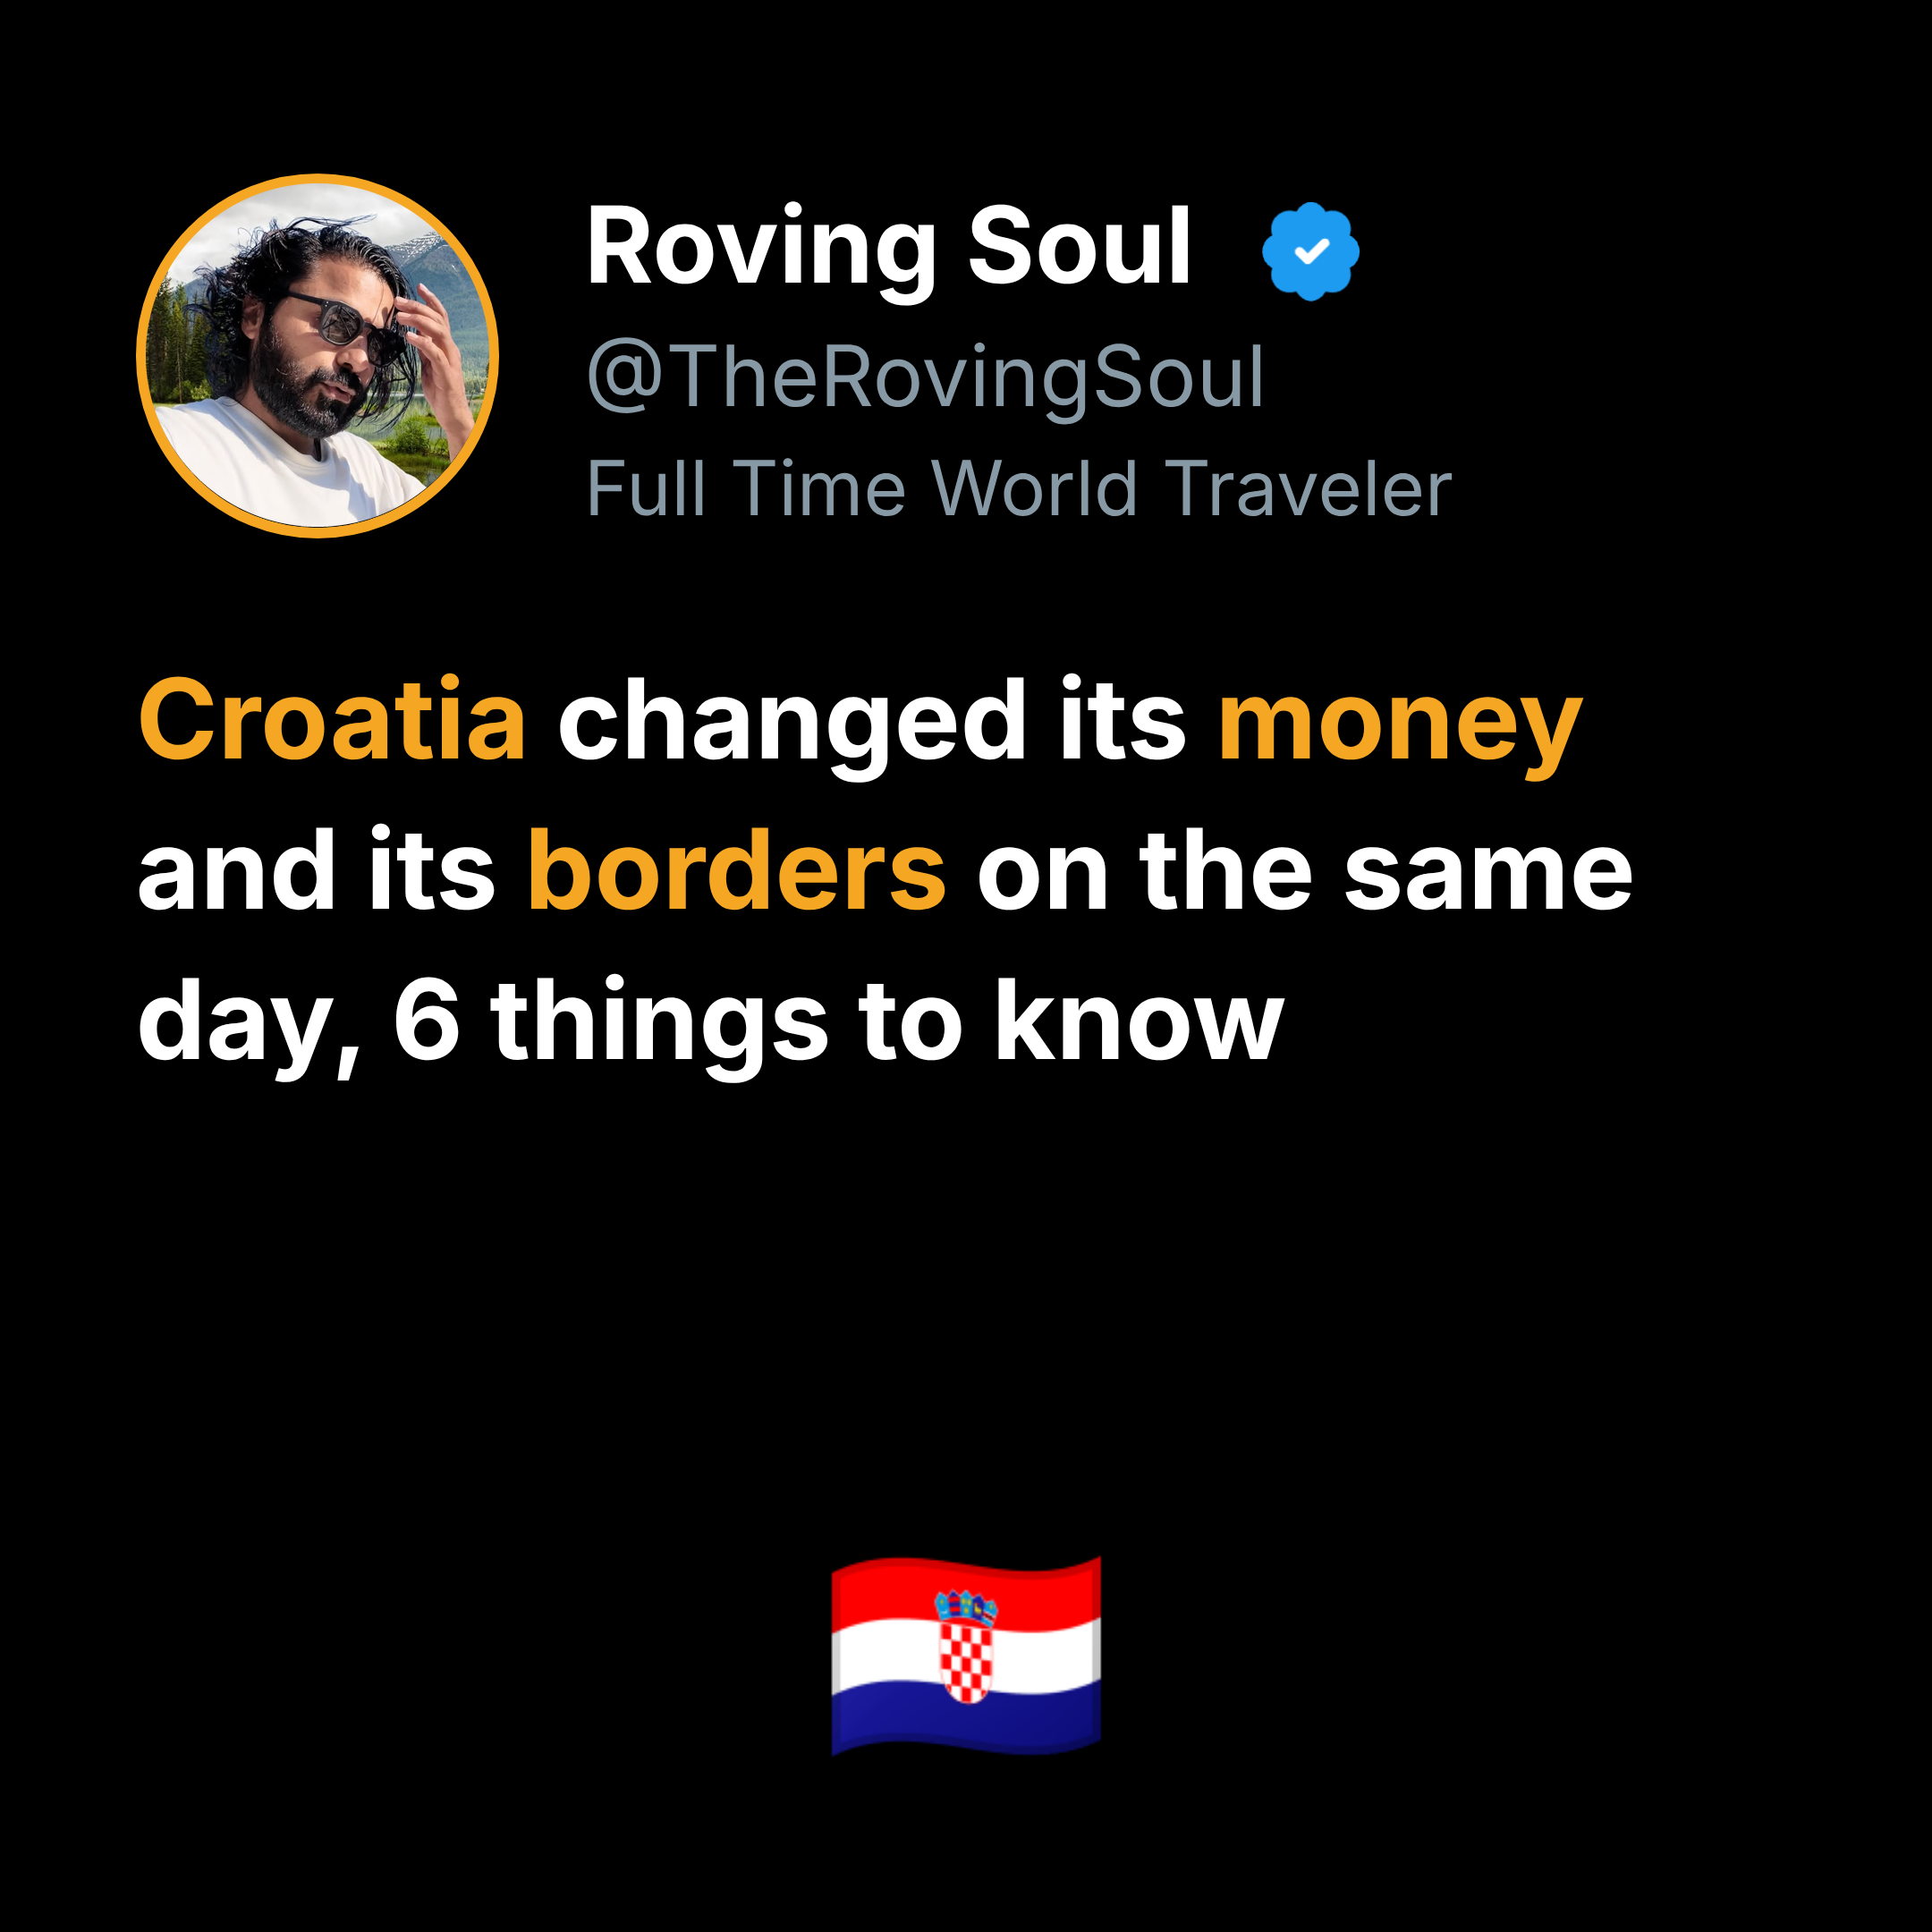 Roving Soul
@TheRovingSoul
Full Time World Traveler
Croatia changed its money
and its borders on the same
day, 6 things to know